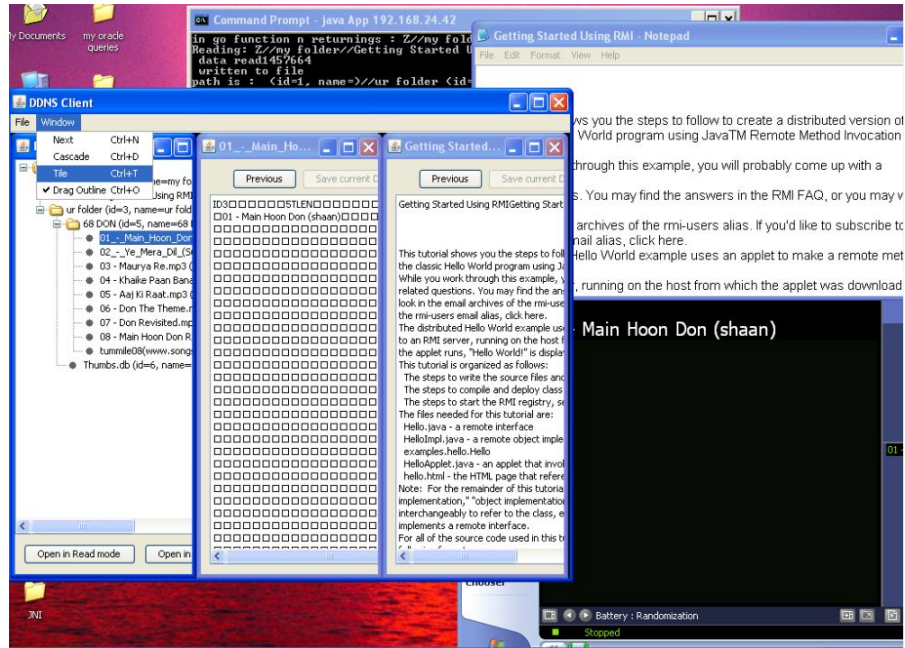 My Documents
my oracle
queries
Command Prompt - java App 192.168.24.42
in go function n returnings : Z//my fold
Reading: Z//my folder//Getting Started U
data read1457664
written to file
path is : (id=1, name=)//ur folder (id=
Getting Started Using RMI - Notepad
File Edit Format View Help
ws you the steps to follow to create a distributed version of
World program using JavaTM Remote Method Invocation
through this example, you will probably come up with a
s. You may find the answers in the RMI FAQ, or you may v
archives of the rmi-users alias. If you'd like to subscribe to
mail alias, click here.
Hello World example uses an applet to make a remote met
, running on the host from which the applet was download
DDNS Client
File Window
Next Ctrl+N
Cascade Ctrl+D
Tile Ctrl+T
Drag Outline Ctrl+O
name=my fo
Using RMI
ur folder (id=3, name=ur fold
68 DON (id=5, name=68
01_-_Main_Hoon_Don
02_-_Ye_Mera_Dil_(S
03 - Maurya Re.mp3 (
04 - Khaike Paan Bana
05 - Aaj Ki Raat.mp3 (
06 - Don The Theme.m
07 - Don Revisited.mp
08 - Main Hoon Don R
tummile08(www.songs
Thumbs.db (id=6, name=
Open in Read mode
Open in
01_-_Main_Ho...
Previous
Save current D
ID3□□□□□□5TLEN□□□□□□□
□01 - Main Hoon Don (shaan)□□□□
Getting Started...
Previous
Save current D
Getting Started Using RMIGetting Start
This tutorial shows you the steps to foll
the classic Hello World program using Ja
While you work through this example, y
related questions. You may find the ans
look in the email archives of the rmi-use
the rmi-users email alias, click here.
The distributed Hello World example use
to an RMI server, running on the host f
the applet runs, "Hello World!" is display
This tutorial is organized as follows:
The steps to write the source files and
The steps to compile and deploy class
The steps to start the RMI registry, se
The files needed for this tutorial are:
Hello.java - a remote interface
HelloImpl.java - a remote object imple
examples.hello.Hello
HelloApplet.java - an applet that invol
hello.html - the HTML page that refere
Note: For the remainder of this tutoria
implementation," "object implementation
interchangeably to refer to the class, e
implements a remote interface.
For all of the source code used in this t
- Main Hoon Don (shaan)
01 -
Battery : Randomization
Stopped
JNI